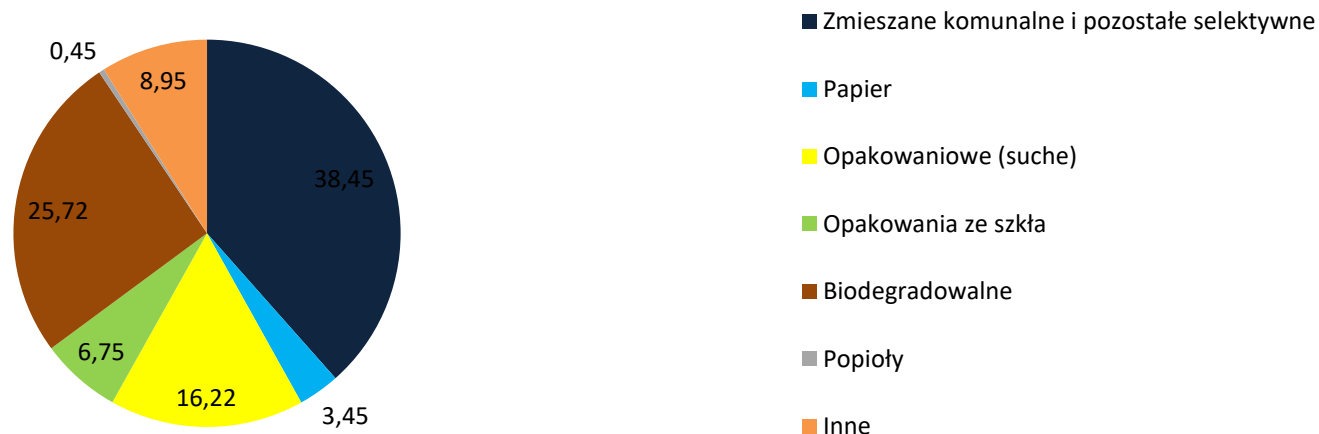 Zmieszane komunalne i pozostałe selektywne
Papier
Opakowaniowe (suche)
Opakowania ze szkła
Biodegradowalne
Popioły
Inne
0,45
8,95
38,45
25,72
6,75
16,22
3,45